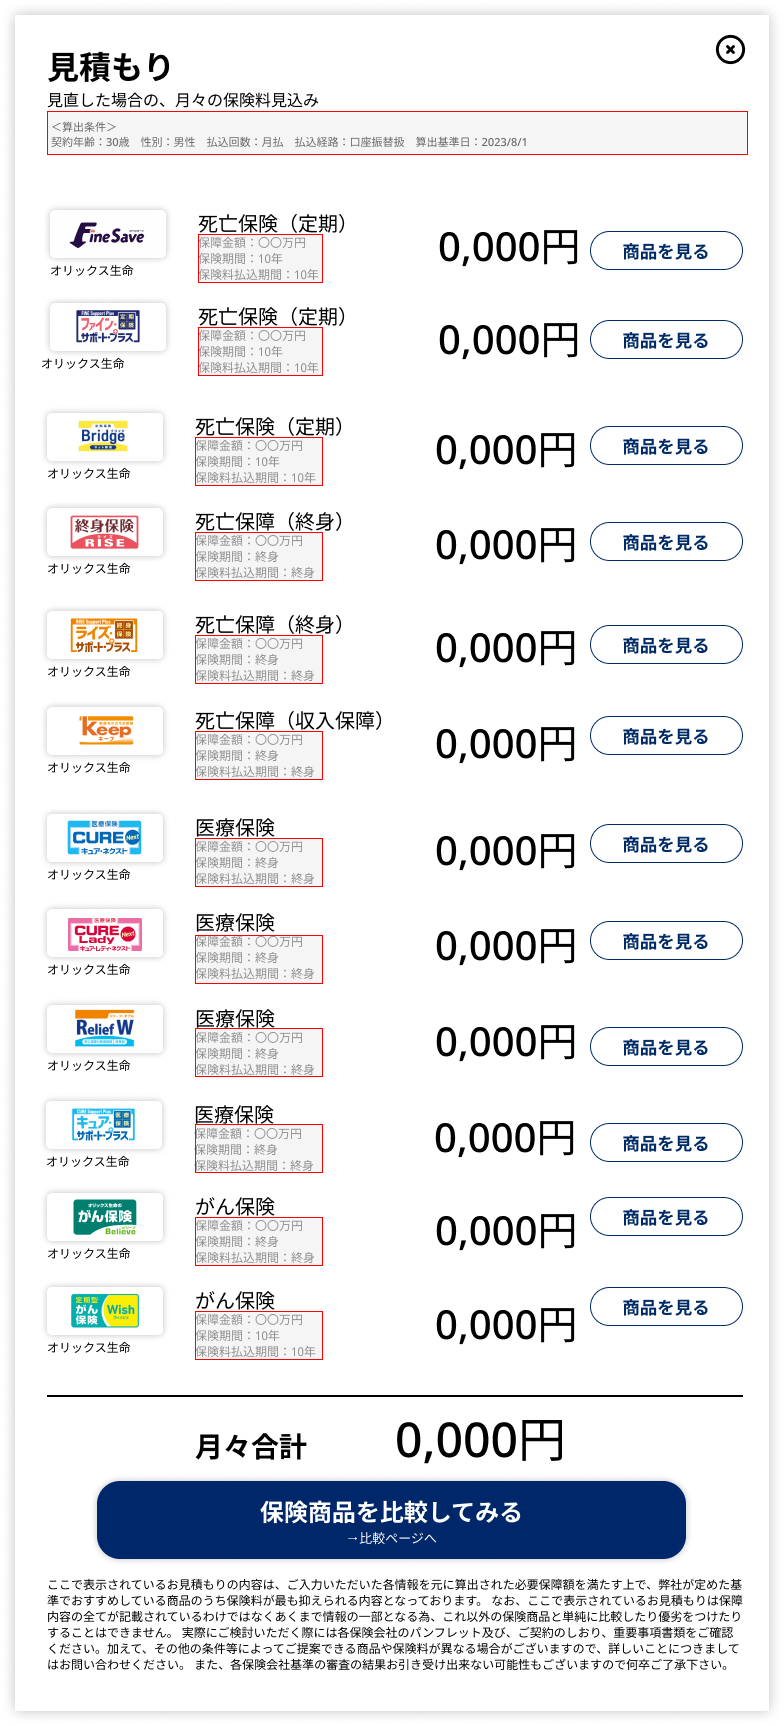 見積もり
見直した場合の、月々の保険料見込み
＜算出条件＞
契約年齢：30歳　性別：男性　払込回数：月払　払込経路：口座振替扱　算出基準日：2023/8/1
FineSave
オリックス生命
死亡保険（定期）
保障金額：〇〇万円
保険期間：10年
保険料払込期間：10年
0,000円
商品を見る
FINE Support Plus
ファイン・サポート・プラス
定期保険
オリックス生命
死亡保険（定期）
保障金額：〇〇万円
保険期間：10年
保険料払込期間：10年
0,000円
商品を見る
Bridge
オリックス生命
死亡保険（定期）
保障金額：〇〇万円
保険期間：10年
保険料払込期間：10年
0,000円
商品を見る
終身保険
RISE
オリックス生命
死亡保障（終身）
保障金額：〇〇万円
保険期間：終身
保険料払込期間：終身
0,000円
商品を見る
RISE Support Plus
ライズ・サポート・プラス
終身保険
オリックス生命
死亡保障（終身）
保障金額：〇〇万円
保険期間：終身
保険料払込期間：終身
0,000円
商品を見る
Keep
キープ
オリックス生命
死亡保障（収入保障）
保障金額：〇〇万円
保険期間：終身
保険料払込期間：終身
0,000円
商品を見る
医療保険
CURE Next
キュア・ネクスト
オリックス生命
医療保険
保障金額：〇〇万円
保険期間：終身
保険料払込期間：終身
0,000円
商品を見る
医療保険
CURE Lady Next
キュア・レディ・ネクスト
オリックス生命
医療保険
保障金額：〇〇万円
保険期間：終身
保険料払込期間：終身
0,000円
商品を見る
Relief W
オリックス生命
医療保険
保障金額：〇〇万円
保険期間：終身
保険料払込期間：終身
0,000円
商品を見る
CURE Support Plus
キュア・サポート・プラス
医療保険
オリックス生命
医療保険
保障金額：〇〇万円
保険期間：終身
保険料払込期間：終身
0,000円
商品を見る
オリックス生命の
がん保険
Believe
オリックス生命
がん保険
保障金額：〇〇万円
保険期間：終身
保険料払込期間：終身
0,000円
商品を見る
定期型
がん保険
Wish
オリックス生命
がん保険
保障金額：〇〇万円
保険期間：10年
保険料払込期間：10年
0,000円
商品を見る
月々合計
0,000円
保険商品を比較してみる
→比較ページへ
ここで表示されているお見積もりの内容は、ご入力いただいた各情報を元に算出された必要保障額を満たす上で、弊社が定めた基
準でおすすめしている商品のうち保険料が最も抑えられる内容となっております。 なお、ここで表示されているお見積もりは保障
内容の全てが記載されているわけではなくあくまで情報の一部となる為、これ以外の保険商品と単純に比較したり優劣をつけたり
することはできません。 実際にご検討いただく際には各保険会社のパンフレット及び、ご契約のしおり、重要事項書類をご確認
ください。加えて、その他の条件等によってご提案できる商品や保険料が異なる場合がございますので、詳しいことにつきまして
はお問い合わせください。 また、各保険会社基準の審査の結果お引き受け出来ない可能性もございますので何卒ご了承下さい。